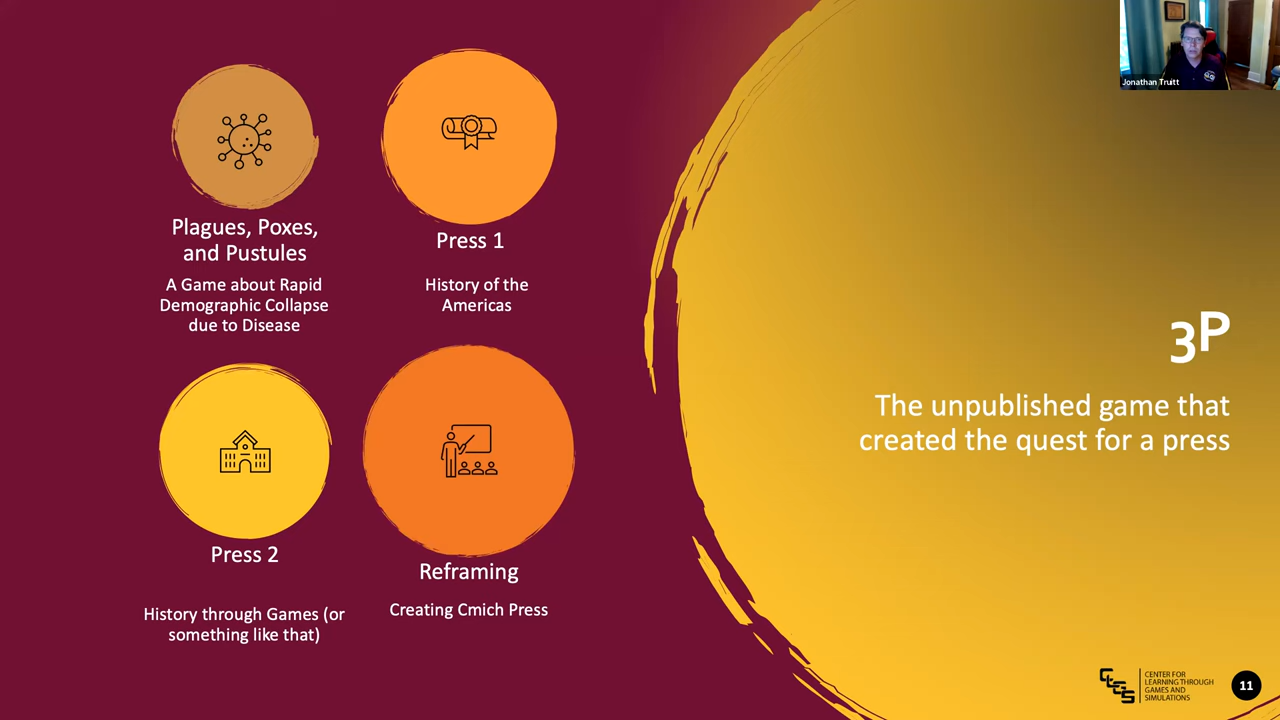 Jonathan Truitt
Plagues, Poxes,
and Pustules
A Game about Rapid
Demographic Collapse
due to Disease
Press 1
History of the
Americas
Press 2
History through Games (or
something like that)
Reframing
Creating Cmich Press
3P
The unpublished game that
created the quest for a press
CLGS
CENTER FOR
LEARNING THROUGH
GAMES AND
SIMULATIONS
11